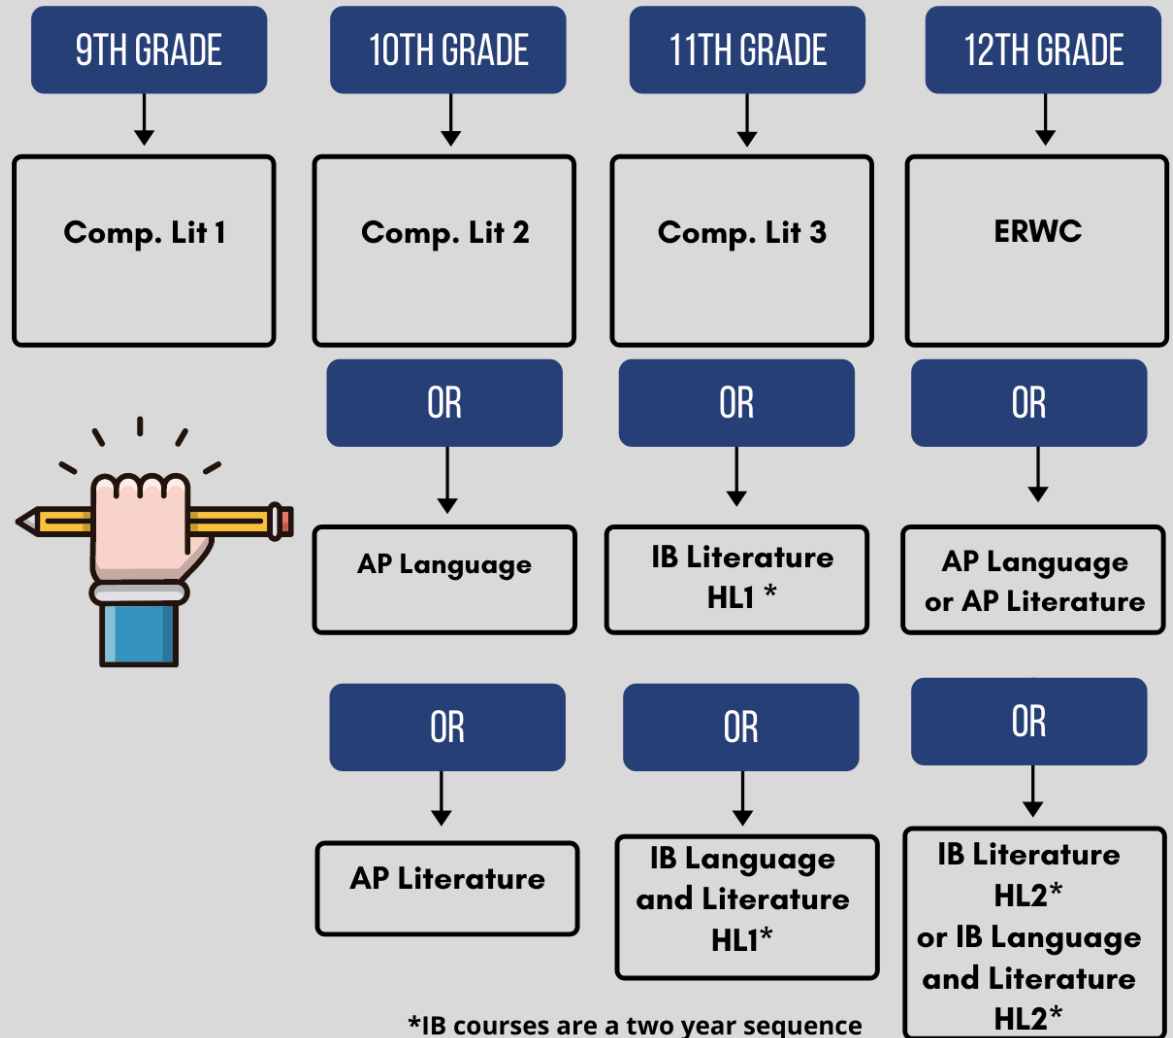 9TH GRADE
10TH GRADE
11TH GRADE
12TH GRADE
Comp. Lit 1
Comp. Lit 2
Comp. Lit 3
ERWC
OR
OR
OR
AP Language
IB Literature
HL1 *
AP Language
or AP Literature
OR
OR
OR
AP Literature
IB Language
and Literature
HL1*
IB Literature
HL2*
or IB Language
and Literature
HL2*
*IB courses are a two year sequence